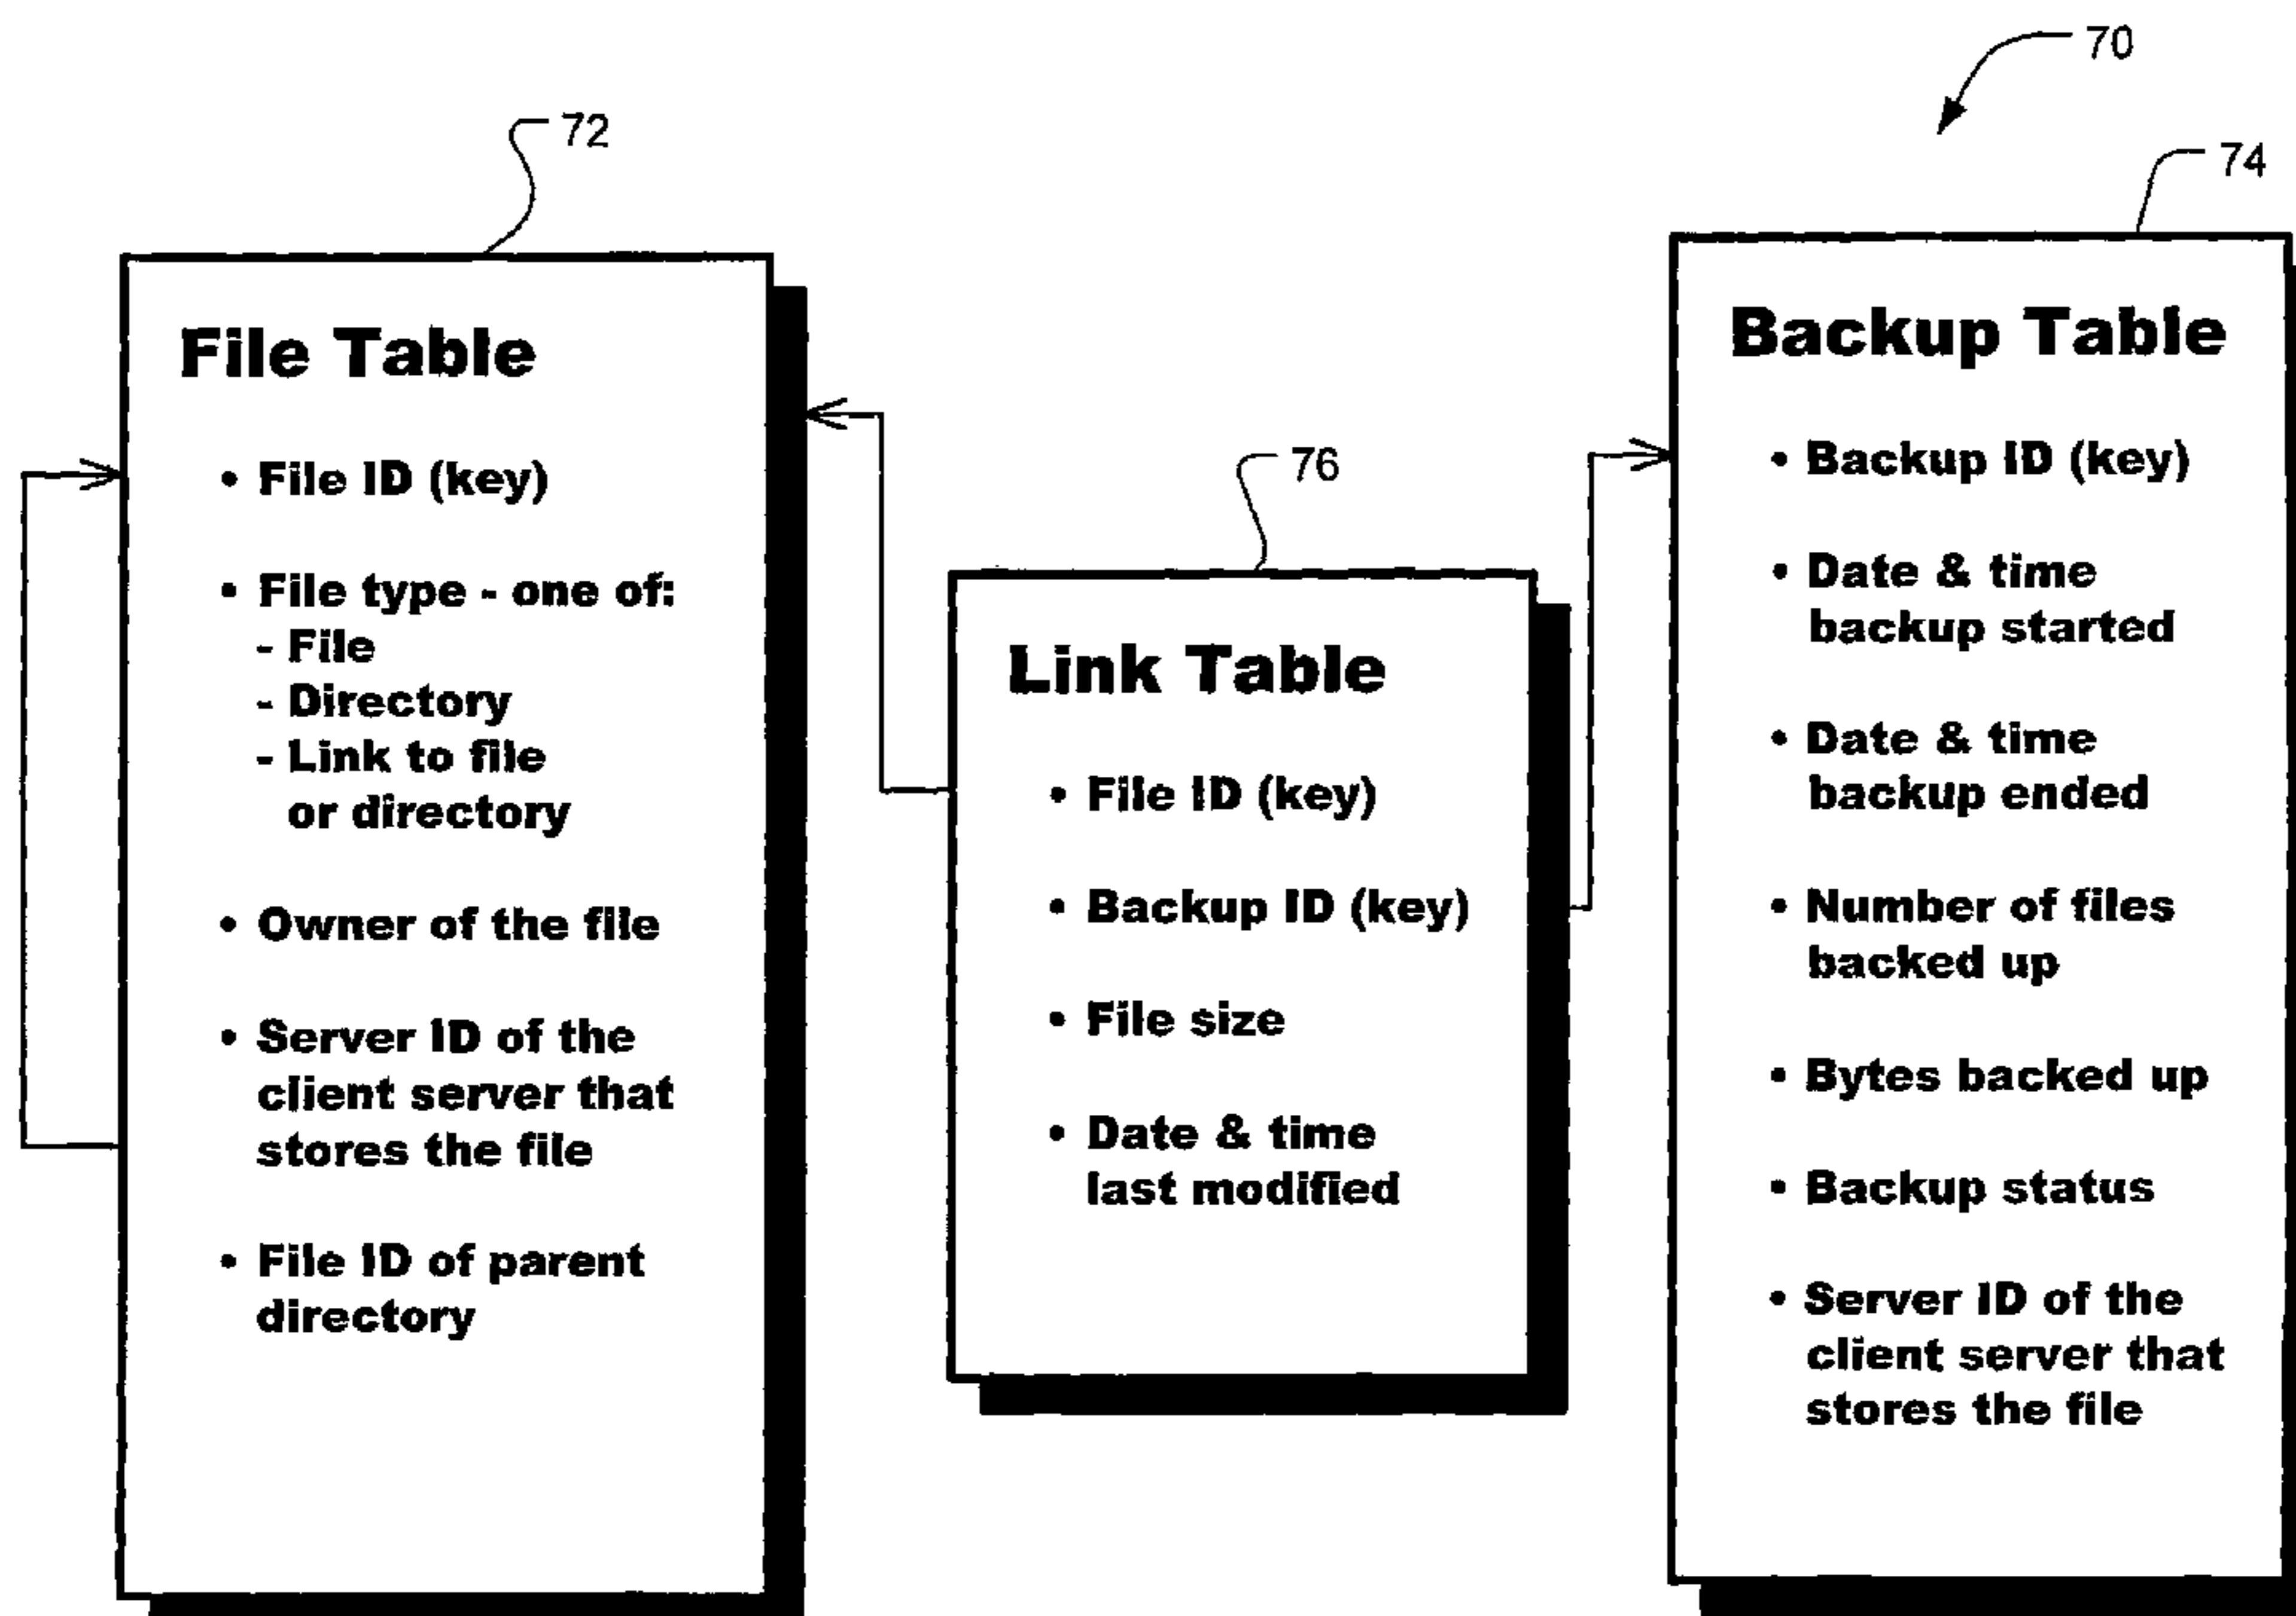 70
72
74
File Table
• File ID (key)
• File type - one of:
- File
- Directory
- Link to file
or directory
• Owner of the file
• Server ID of the
client server that
stores the file
• File ID of parent
directory
76
Link Table
• File ID (key)
• Backup ID (key)
• File size
• Date & time
last modified
Backup Table
• Backup ID (key)
• Date & time
backup started
• Date & time
backup ended
• Number of files
backed up
• Bytes backed up
• Backup status
• Server ID of the
client server that
stores the file